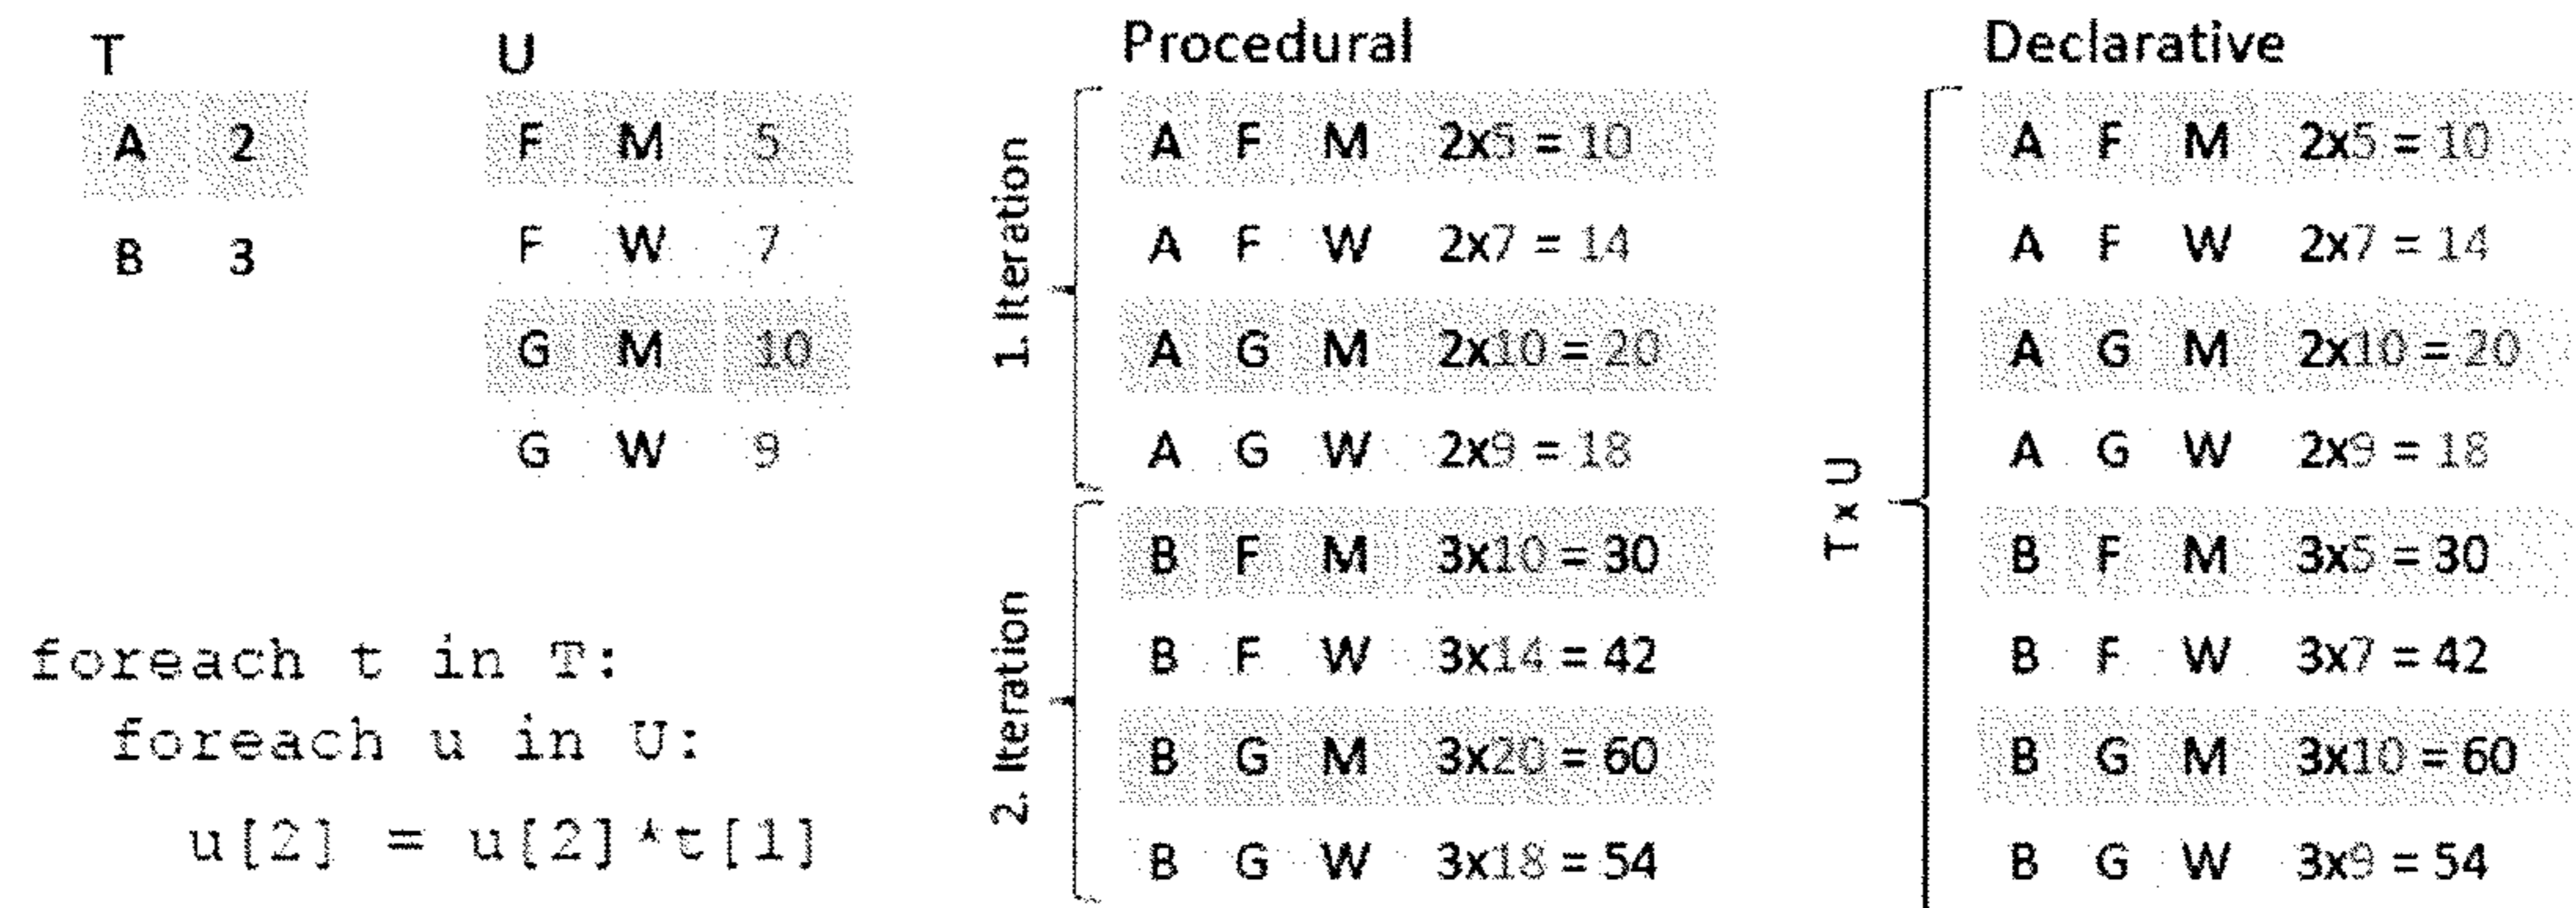 T
A 2
B 3
U
F M 5
F W 7
G M 10
G W 9
foreach t in T:
foreach u in U:
u[2] = u[2]*t[1]
Procedural
1. Iteration
A F M 2x5 = 10
A F W 2x7 = 14
A G M 2x10 = 20
A G W 2x9 = 18
2. Iteration
B F M 3x10 = 30
B F W 3x14 = 42
B G M 3x20 = 60
B G W 3x18 = 54
Declarative
T x U
A F M 2x5 = 10
A F W 2x7 = 14
A G M 2x10 = 20
A G W 2x9 = 18
B F M 3x5 = 30
B F W 3x7 = 42
B G M 3x10 = 60
B G W 3x9 = 54